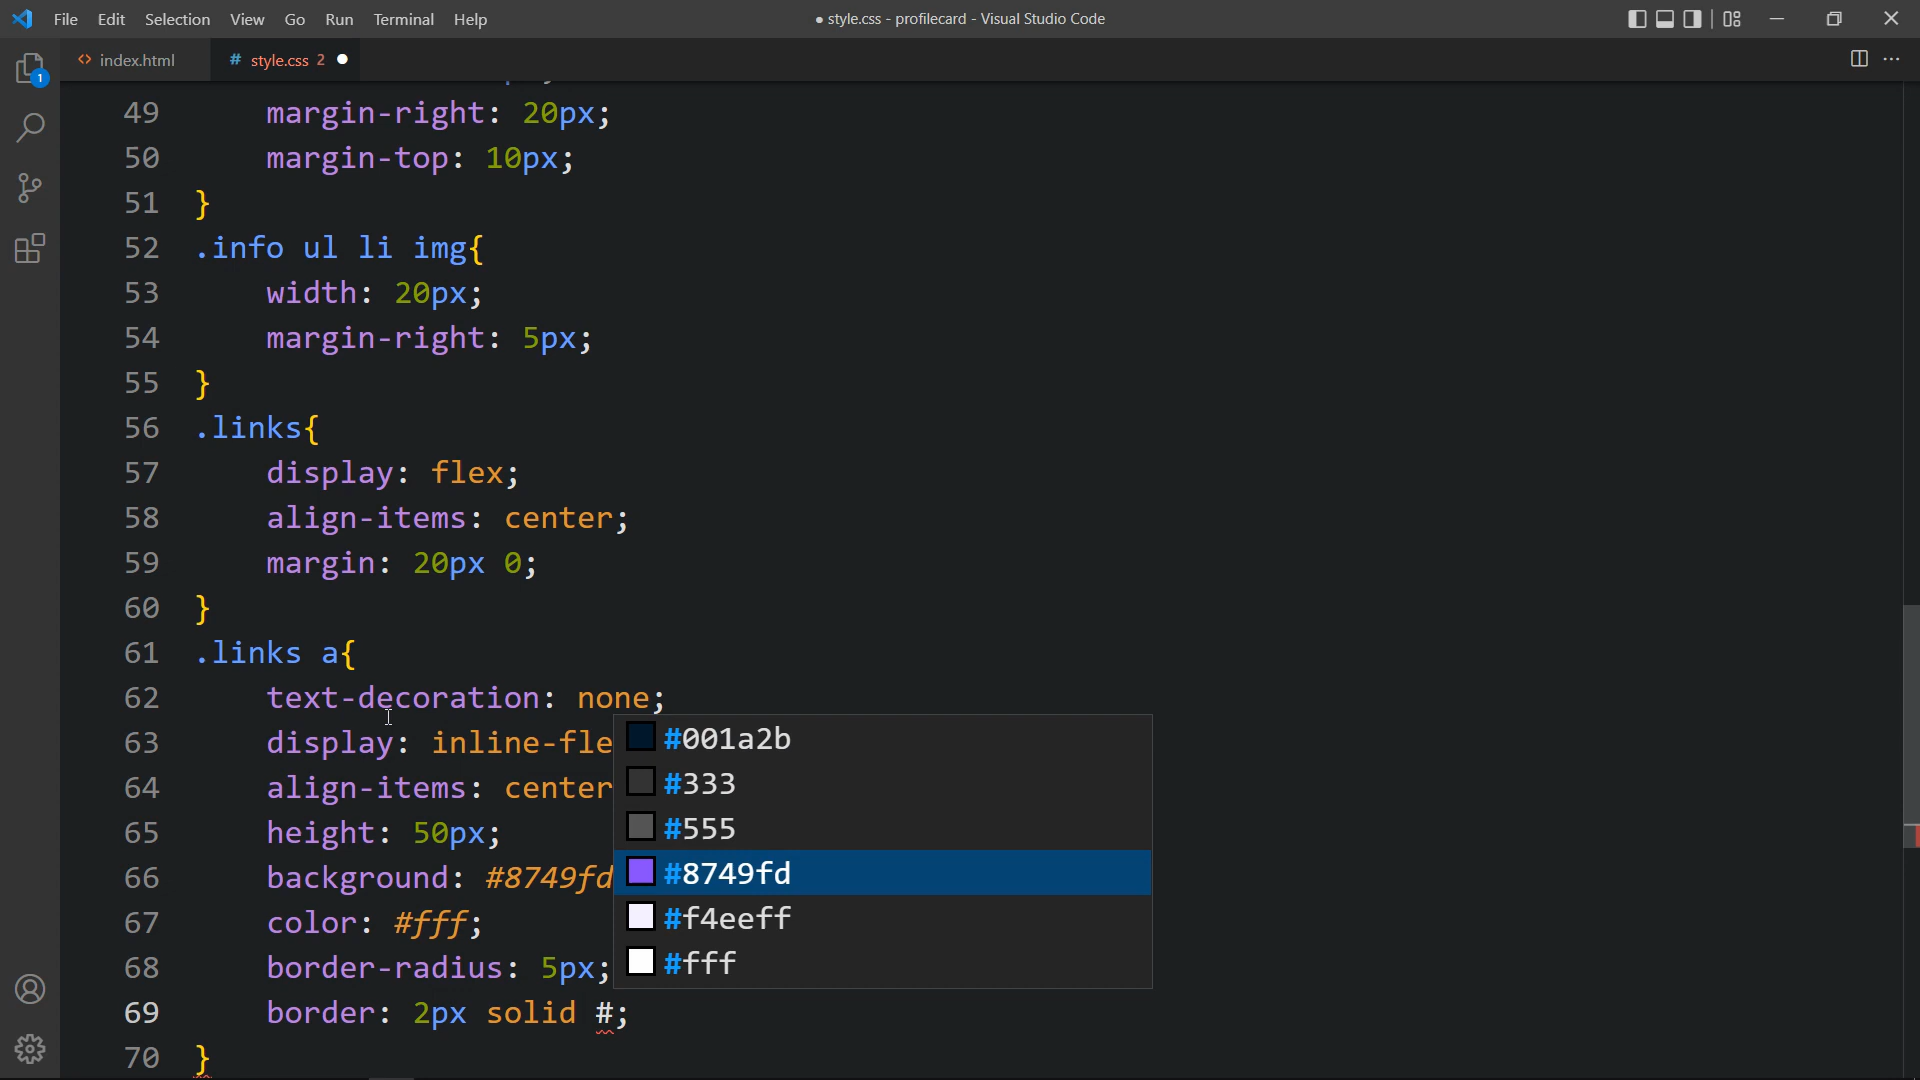 File Edit Selection View Go Run Terminal Help
● style.css - profilecard - Visual Studio Code
1
<> index.html
# style.css 2 ●
49 margin-right: 20px;
50 margin-top: 10px;
51 }
52 .info ul li img{
53 width: 20px;
54 margin-right: 5px;
55 }
56 .links{
57 display: flex;
58 align-items: center;
59 margin: 20px 0;
60 }
61 .links a{
62 text-decoration: none;
63 display: inline-fle
64 align-items: center
65 height: 50px;
66 background: #8749fd
67 color: #fff;
68 border-radius: 5px;
69 border: 2px solid #;
70 }
#001a2b
#333
#555
#8749fd
#f4eeff
#fff